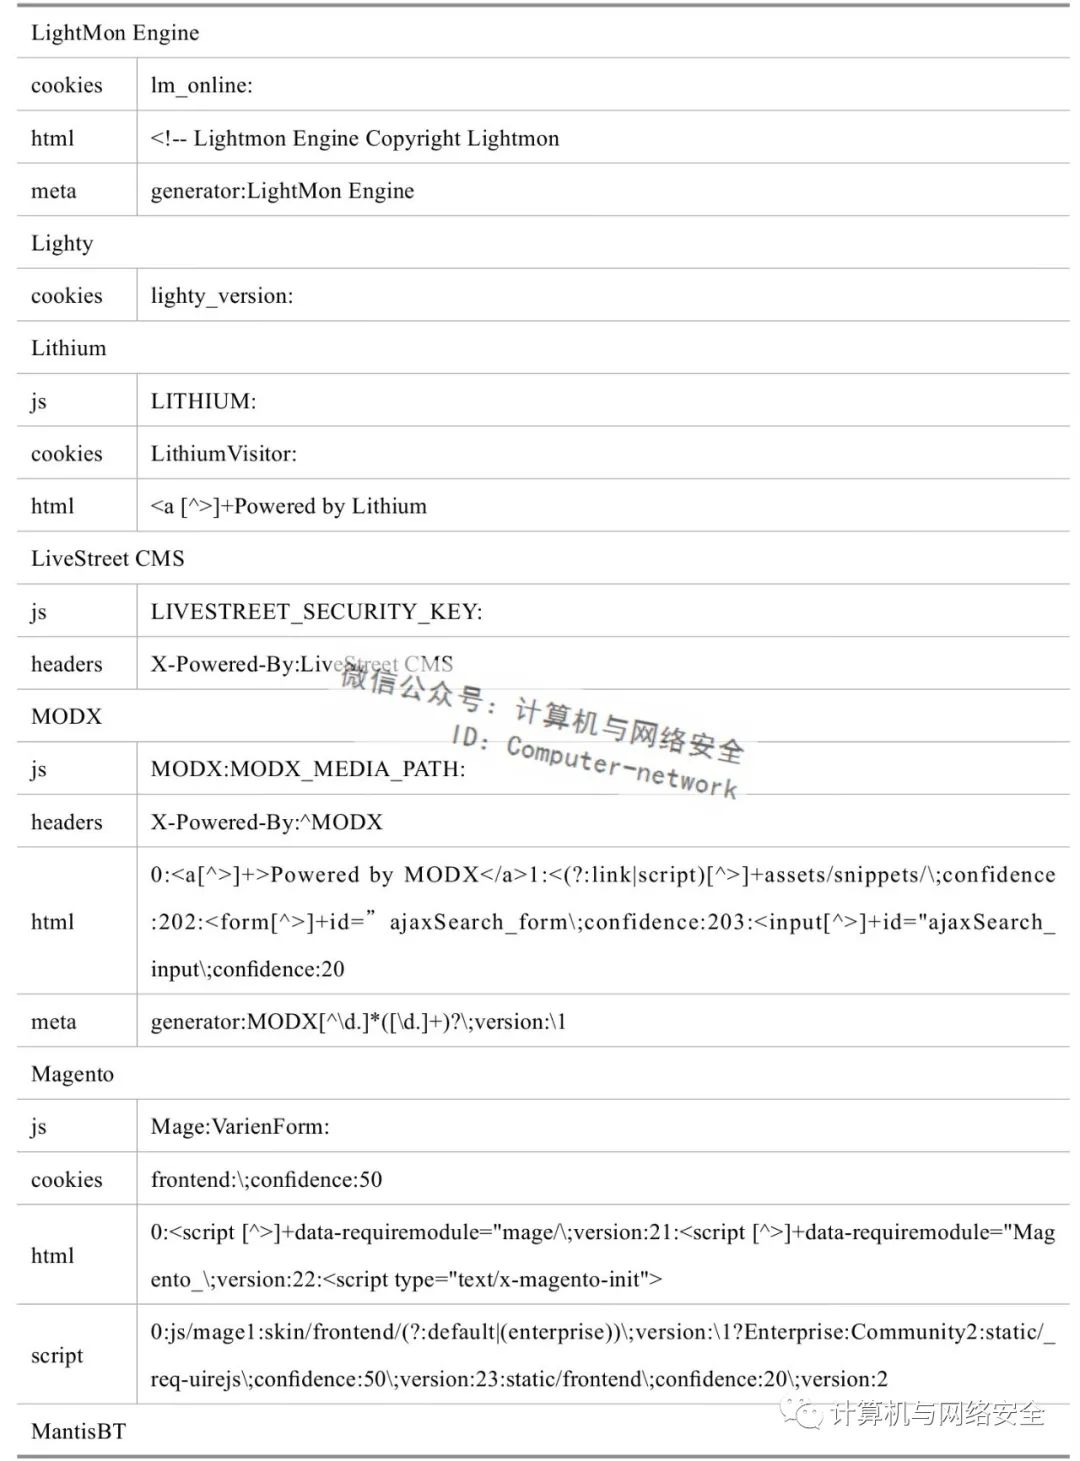 LightMon Engine
cookies lm_online:
html <!-- Lightmon Engine Copyright Lightmon
meta generator:LightMon Engine
Lighty
cookies lighty_version:
Lithium
js LITHIUM:
cookies LithiumVisitor:
html <a [^>]+Powered by Lithium
LiveStreet CMS
js LIVESTREET_SECURITY_KEY:
headers X-Powered-By:LiveStreet CMS
微信公众号：计算机与网络安全
ID：Computer-network
MODX
js MODX:MODX_MEDIA_PATH:
headers X-Powered-By:^MODX
html 0:<a[^>]+>Powered by MODX</a>1:<(?:link|script)[^>]+assets/snippets/\;confidence
:202:<form[^>]+id=” ajaxSearch_form\;confidence:203:<input[^>]+id="ajaxSearch_
input\;confidence:20
meta generator:MODX[^\d.]*([\d.]+)?\;version:\1
Magento
js Mage:VarienForm:
cookies frontend:\;confidence:50
html 0:<script [^>]+data-requiremodule="mage/\;version:21:<script [^>]+data-requiremodule="Mag
ento_\;version:22:<script type="text/x-magento-init">
script 0:js/mage1:skin/frontend/(?:default|(enterprise))\;version:\1?Enterprise:Community2:static/_
req-uirejs\;confidence:50\;version:23:static/frontend\;confidence:20\;version:2
计算机与网络安全
MantisBT